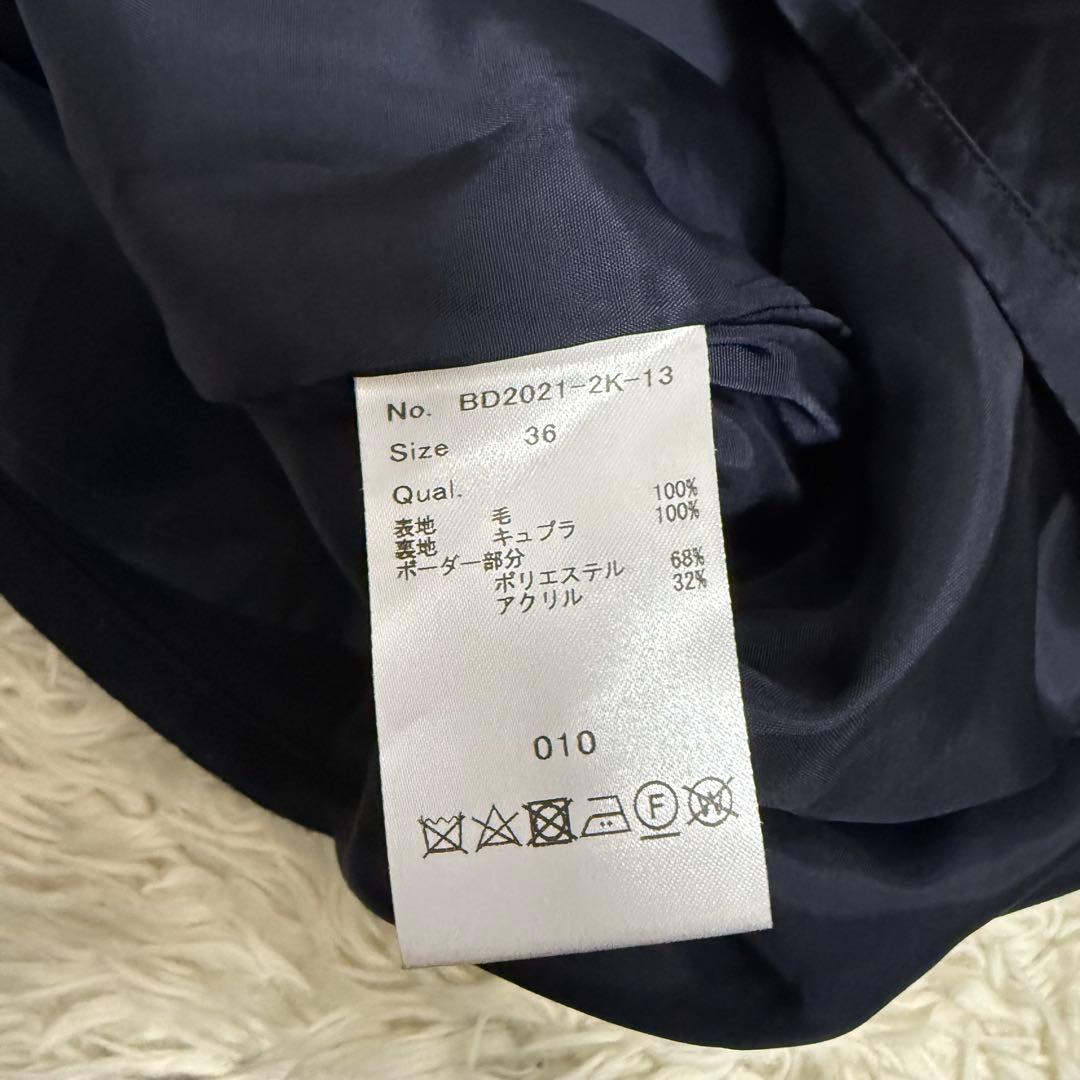 No. BD2021-2K-13
Size 36
Qual.
表地 毛 100%
裏地 キュプラ 100%
ボーダー部分
ポリエステル 68%
アクリル 32%
010
F W